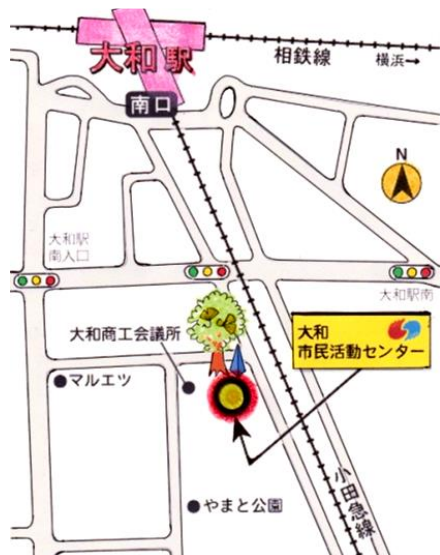 大和駅
相鉄線
横浜→
南口
N
大和駅
南入口
大和駅南
大和商工会議所
大和
市民活動センター
マルエツ
やまと公園
小田急線